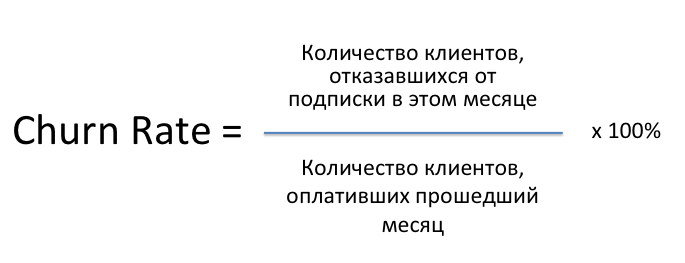 Количество клиентов,
отказавшихся от
подписки в этом месяце
Churn Rate =
x 100%
Количество клиентов,
оплативших прошедший
месяц